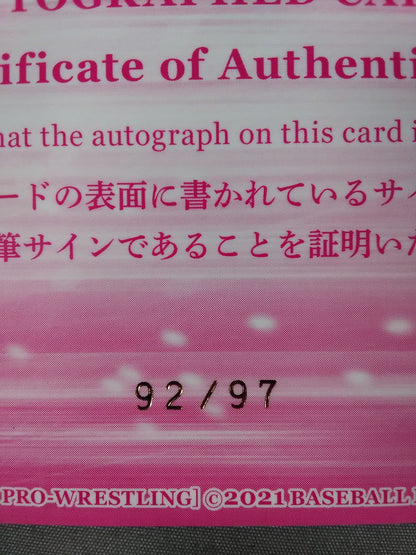 TOGRAPHED CA
ificate of Authenti
at the autograph on this card i
ードの表面に書かれているサイ
筆サインであることを証明いた
92/97
PRO-WRESTLING] ©2021 BASEBALL